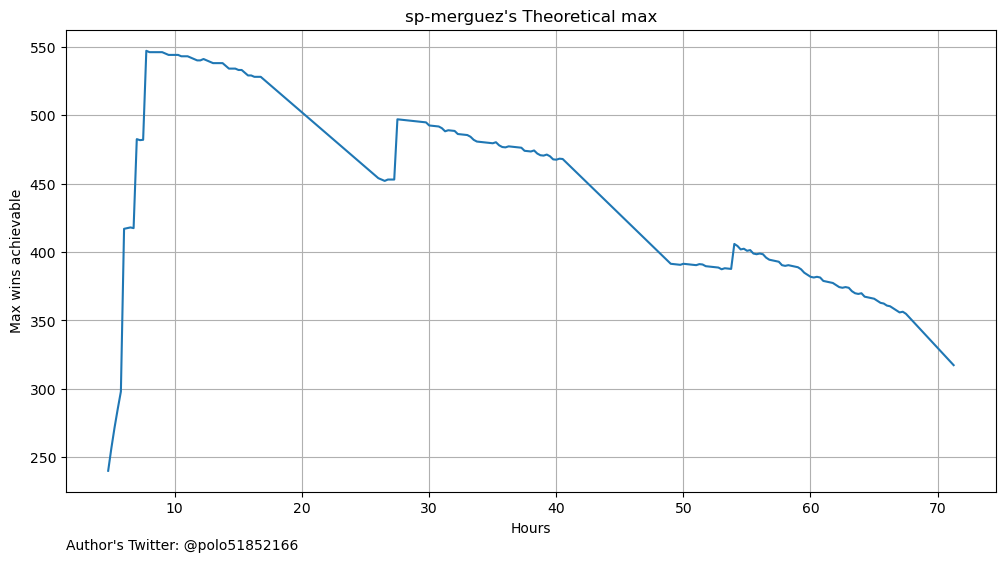 sp-merguez's Theoretical max
Max wins achievable
550
500
450
400
350
300
250
10 20 30 40 50 60 70
Hours
Author's Twitter: @polo51852166